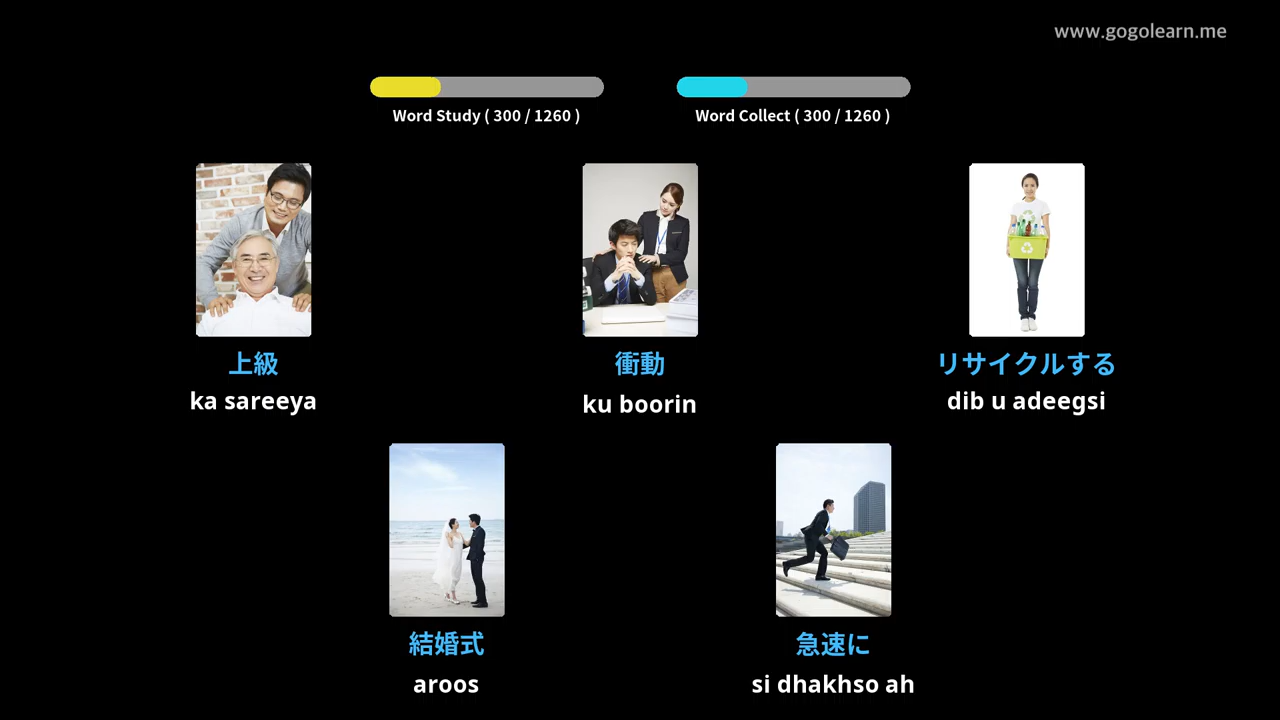 www.gogolearn.me
Word Study ( 300 / 1260 )
Word Collect ( 300 / 1260 )
上級
ka sareeya
衝動
ku boorin
リサイクルする
dib u adeegsi
結婚式
aroos
急速に
si dhakhso ah